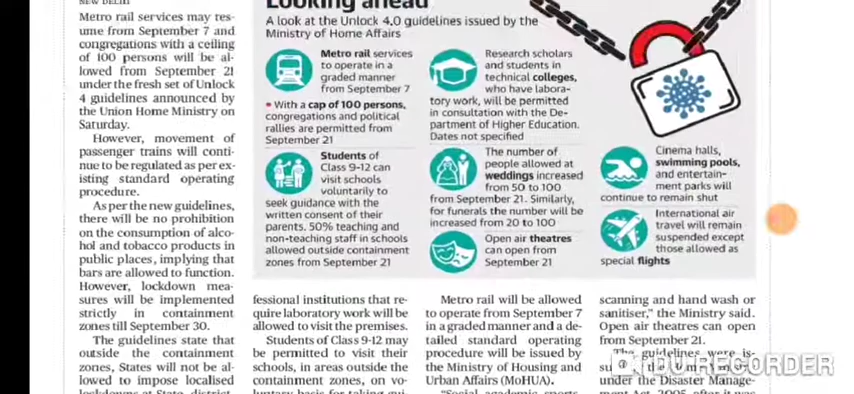 NEW DELHI
Metro rail services may res-
ume from September 7 and
congregations with a ceiling
of 100 persons will be al-
lowed from September 21
under the fresh set of Unlock
4 guidelines announced by
the Union Home Ministry on
Saturday.
However, movement of
passenger trains will conti-
nue to be regulated as per ex-
isting standard operating
procedure.
As per the new guidelines,
there will be no prohibition
on the consumption of alco-
hol and tobacco products in
public places, implying that
bars are allowed to function.
However, lockdown mea-
sures will be implemented
strictly in containment
zones till September 30.
The guidelines state that
outside the containment
zones, States will not be al-
lowed to impose localised
Looking ahead
A look at the Unlock 4.0 guidelines issued by the
Ministry of Home Affairs
Metro rail services
to operate in a
graded manner
from September 7
• With a cap of 100 persons,
congregations and political
rallies are permitted from
September 21
Students of
Class 9-12 can
visit schools
voluntarily to
seek guidance with the
written consent of their
parents. 50% teaching and
non-teaching staff in schools
allowed outside containment
zones from September 21
Research scholars
and students in
technical colleges,
who have labora-
tory work, will be permitted
in consultation with the De-
partment of Higher Education.
Dates not specified
The number of
people allowed at
weddings increased
from 50 to 100
from September 21. Similarly,
for funerals the number will be
increased from 20 to 100
Open air theatres
can open from
September 21
Cinema halls,
swimming pools,
and entertain-
ment parks will
continue to remain shut
International air
travel will remain
suspended except
those allowed as
special flights
fessional institutions that re-
quire laboratory work will be
allowed to visit the premises.
Students of Class 9-12 may
be permitted to visit their
schools, in areas outside the
containment zones, on vo-
Metro rail will be allowed
to operate from September 7
in a graded manner and a de-
tailed standard operating
procedure will be issued by
the Ministry of Housing and
Urban Affairs (MoHUA).
scanning and hand wash or
sanitiser," the Ministry said.
Open air theatres can open
from September 21.
The guidelines were is-
under the Disaster Manage-
DU RECORDER